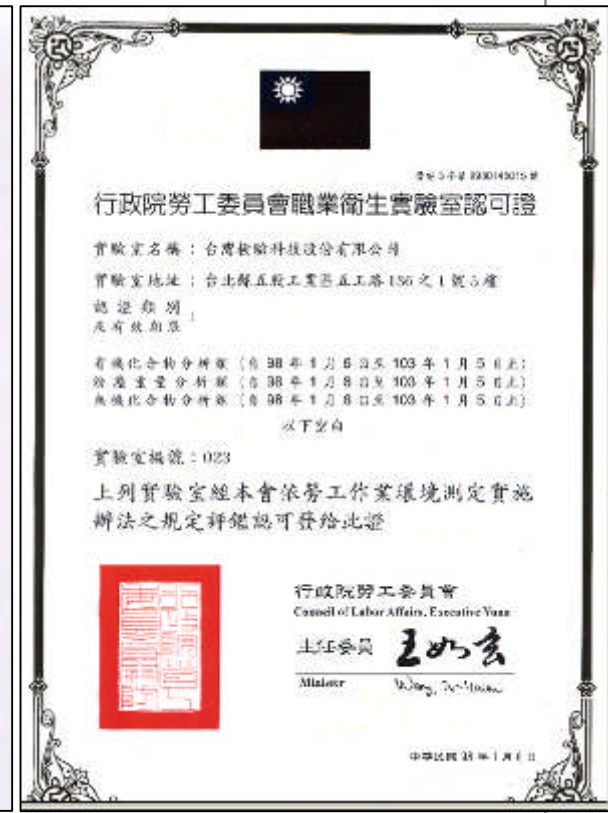 行政院勞工委員會職業衛生實驗室認可證
實驗室名稱：台灣檢驗科技股份有限公司
實驗室地址：台北縣五股工業區五工路136之1號5樓
認證類別
及有效期限：
有機化合物分析類（自98年1月6日至103年1月5日止）
粉塵重量分析類（自98年1月6日至103年1月5日止）
無機化合物分析類（自98年1月6日至103年1月5日止）
以下空白
實驗室編號：023
上列實驗室經本會依勞工作業環境測定實施
辦法之規定評鑑認可發給此證
行政院勞工委員會
Council of Labor Affairs, Executive Yuan
主任委員 王如玄
Minister
中華民國98年1月6日